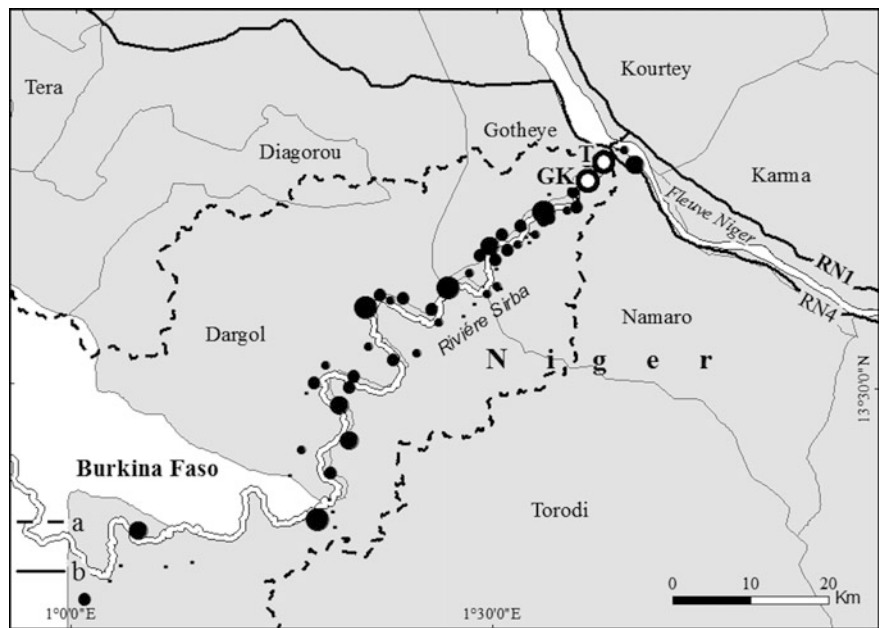 Tera
Kourtey
Gotheye
Diagorou
T
GK
Karma
Fleuve Niger
RN1
RN4
Rivière Sirba
Dargol
Namaro
N i g e r
13°30'0"N
Burkina Faso
Torodi
a
b
0 10 20
Km
1°0'0"E
1°30'0"E